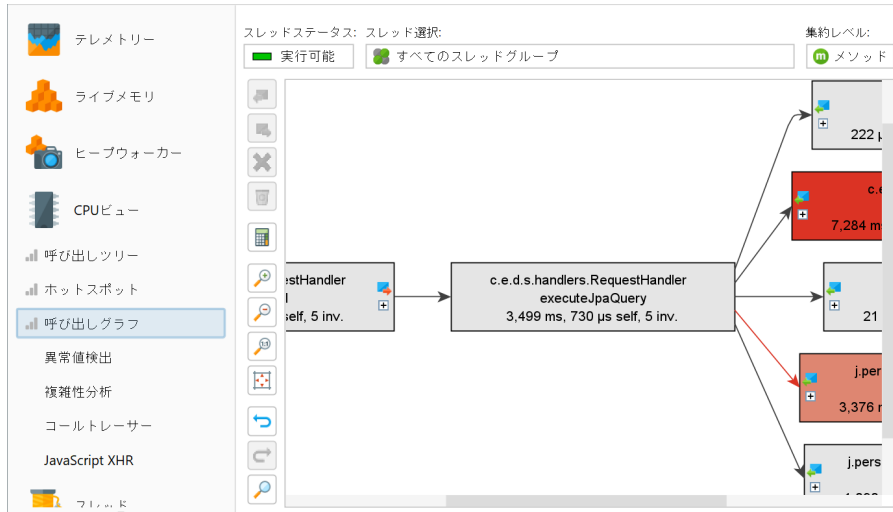 スレッドステータス: スレッド選択: 集約レベル:
実行可能 すべてのスレッドグループ メソッド
テレメトリー
ライブメモリ
ヒープウォーカー
CPUビュー
呼び出しツリー
ホットスポット
呼び出しグラフ
異常値検出
複雑性分析
コールトレーサー
JavaScript XHR
スレッド
estHandler
self, 5 inv.
c.e.d.s.handlers.RequestHandler
executeJpaQuery
3,499 ms, 730 µs self, 5 inv.
222 µ
c.e
7,284 ms
21
j.per
3,376 m
j.pers